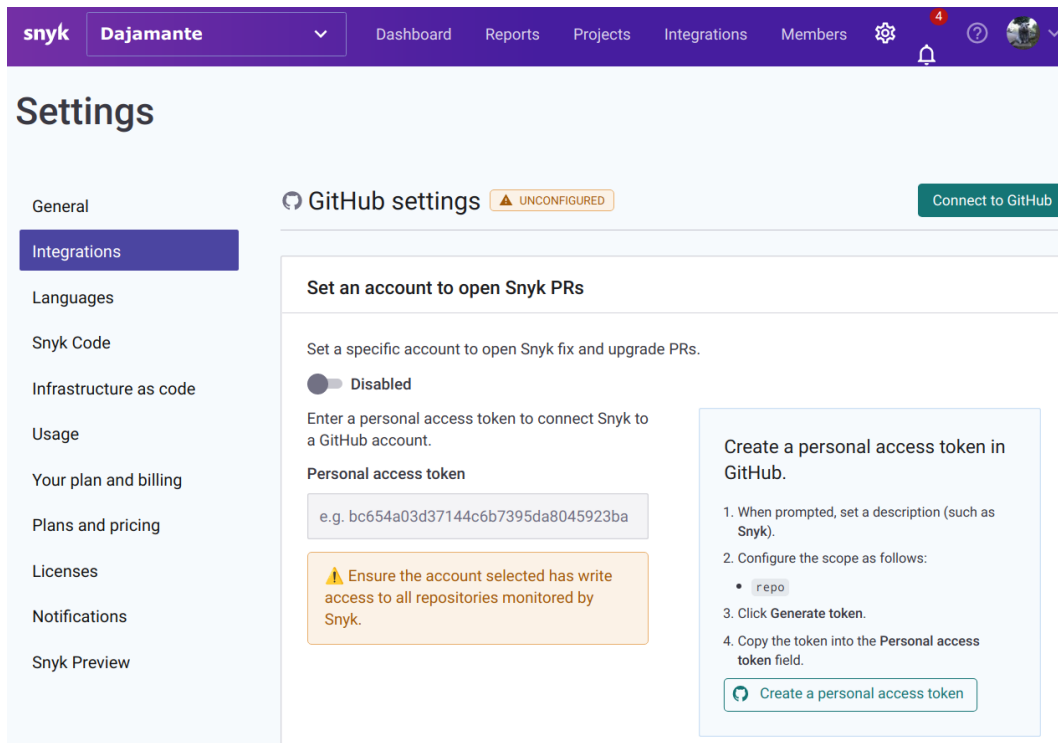 snyk
Dajamante
Dashboard
Reports
Projects
Integrations
Members
4
Settings
General
Integrations
Languages
Snyk Code
Infrastructure as code
Usage
Your plan and billing
Plans and pricing
Licenses
Notifications
Snyk Preview
GitHub settings
UNCONFIGURED
Connect to GitHub
Set an account to open Snyk PRs
Set a specific account to open Snyk fix and upgrade PRs.
Disabled
Enter a personal access token to connect Snyk to
a GitHub account.
Personal access token
e.g. bc654a03d37144c6b7395da8045923ba
Ensure the account selected has write
access to all repositories monitored by
Snyk.
Create a personal access token in
GitHub.
1. When prompted, set a description (such as
Snyk).
2. Configure the scope as follows:
• repo
3. Click Generate token.
4. Copy the token into the Personal access
token field.
Create a personal access token